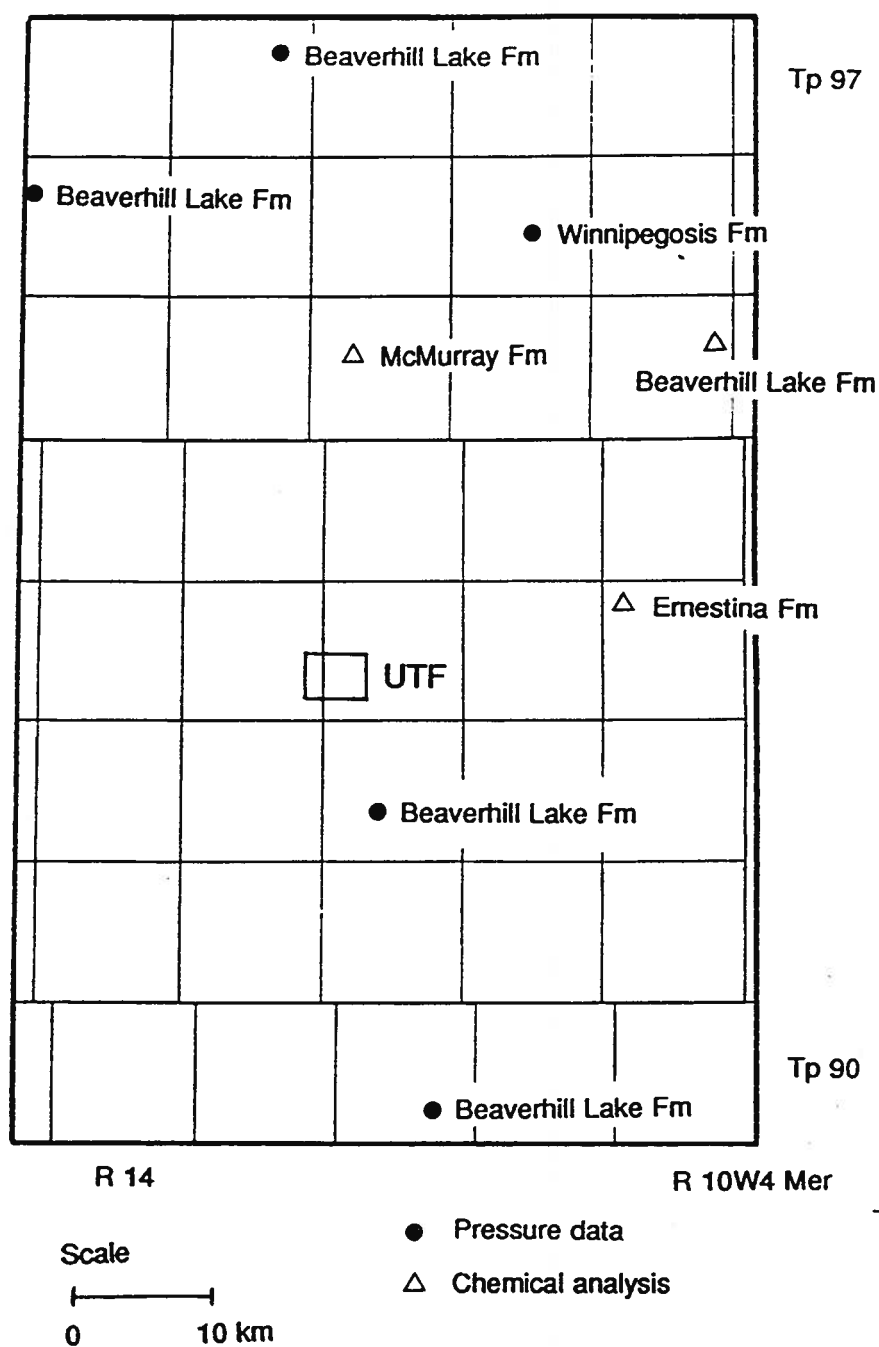 Beaverhill Lake Fm
Tp 97
Beaverhill Lake Fm
Winnipegosis Fm
McMurray Fm
Beaverhill Lake Fm
Ernestina Fm
UTF
Beaverhill Lake Fm
Tp 90
Beaverhill Lake Fm
R 14
R 10W4 Mer
Pressure data
Scale
Chemical analysis
0 10 km